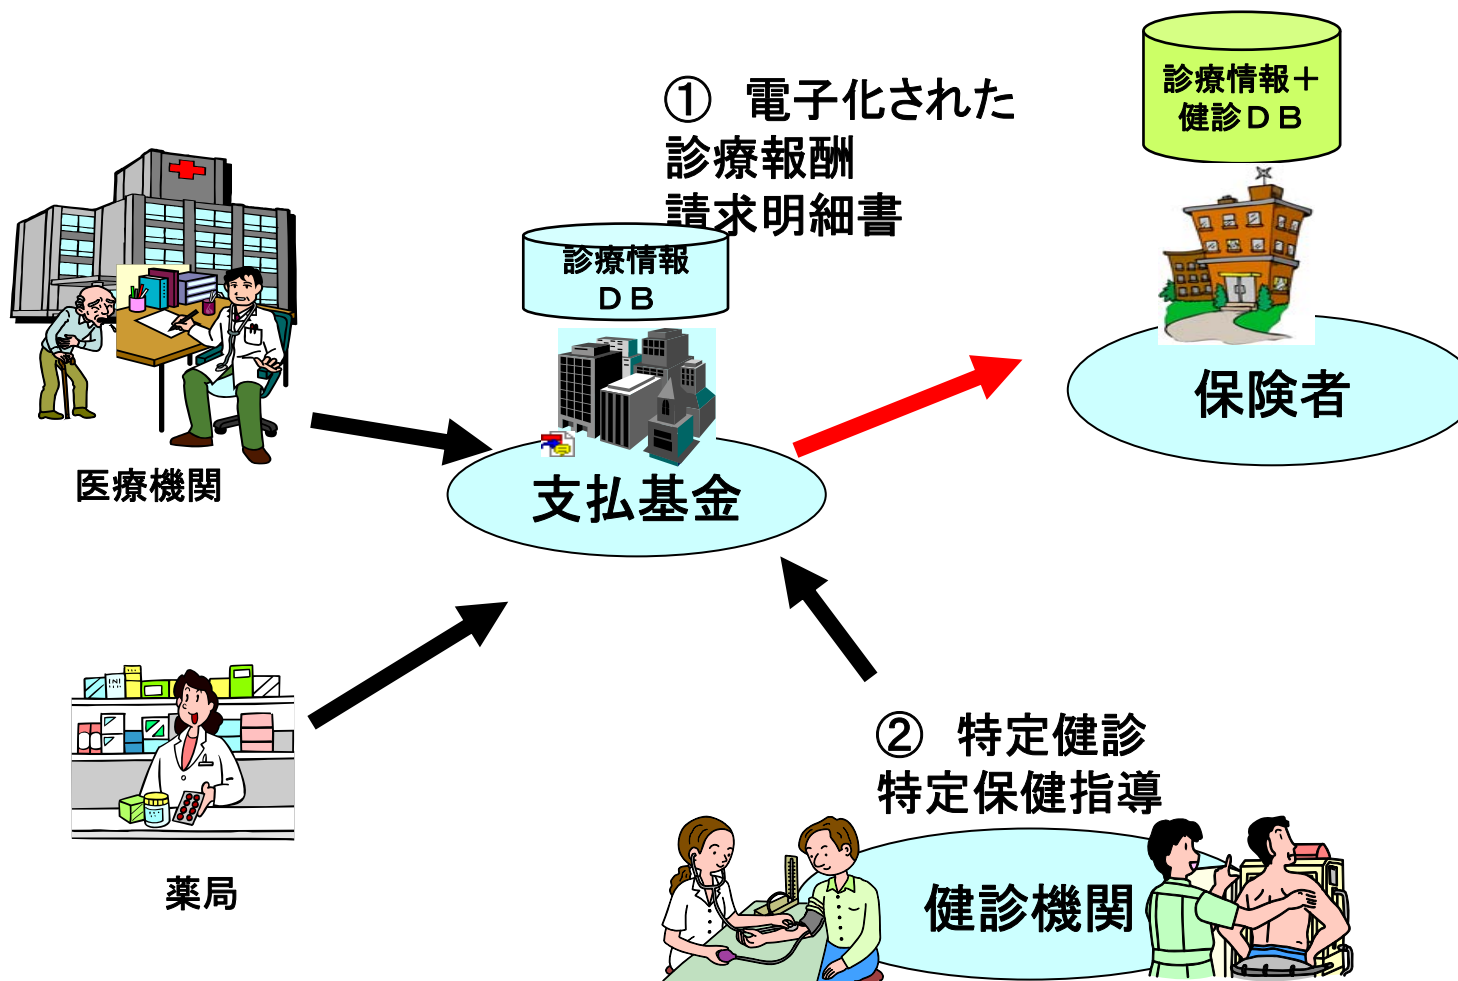 ① 電子化された
診療報酬
請求明細書
診療情報＋
健診ＤＢ
診療情報
ＤＢ
保険者
医療機関
支払基金
② 特定健診
特定保健指導
薬局
健診機関